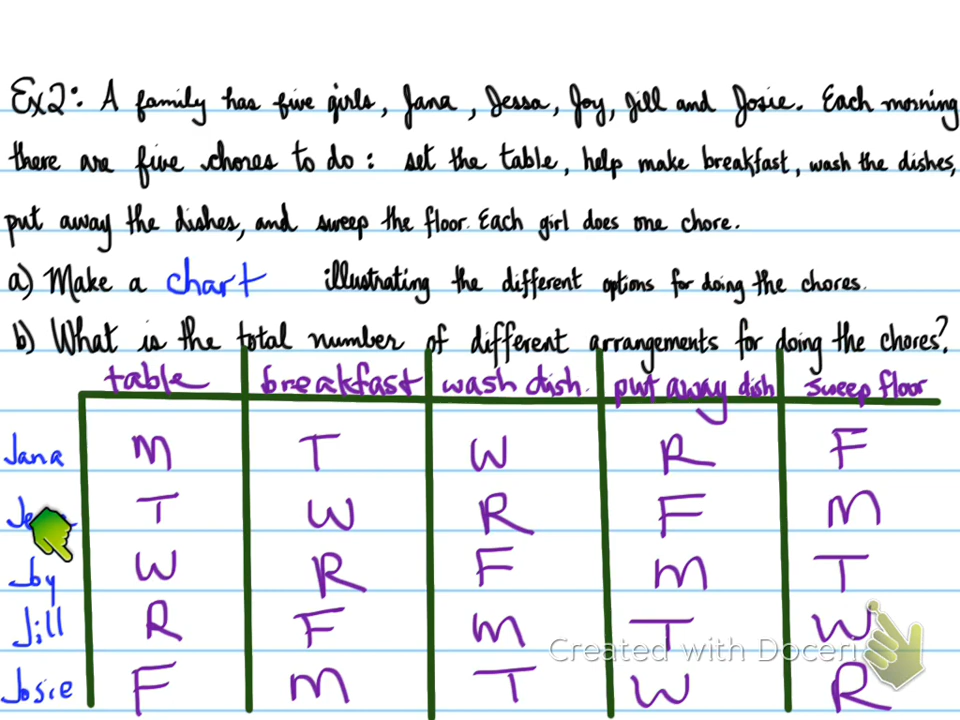 Ex2: A family has five girls, Jana, Jessa, Joy, Jill and Josie. Each morning
there are five chores to do: set the table, help make breakfast, wash the dishes,
put away the dishes, and sweep the floor. Each girl does one chore.
a) Make a chart illustrating the different options for doing the chores.
b) What is the total number of different arrangements for doing the chores?
table breakfast wash dish. put away dish sweep floor
Jana M T W R F
T W R F M
Joy W R F M T
Jill R F M T W
Created with Doceri
Josie F M T W R